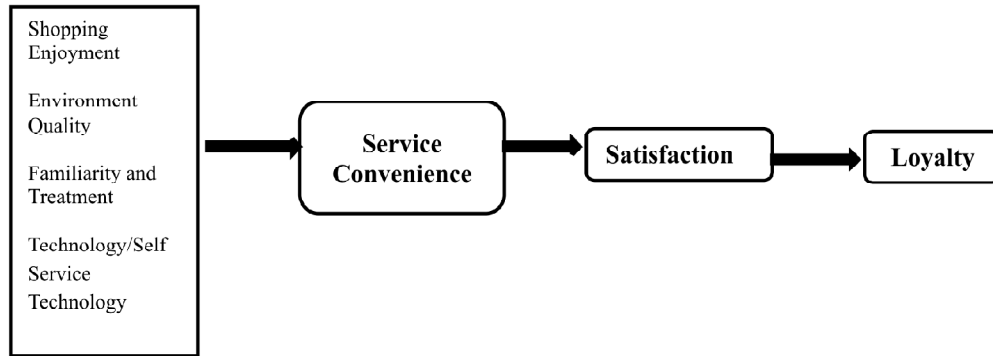 Shopping
Enjoyment
Environment
Quality
Familiarity and
Treatment
Technology/Self
Service
Technology
Service
Convenience
Satisfaction
Loyalty